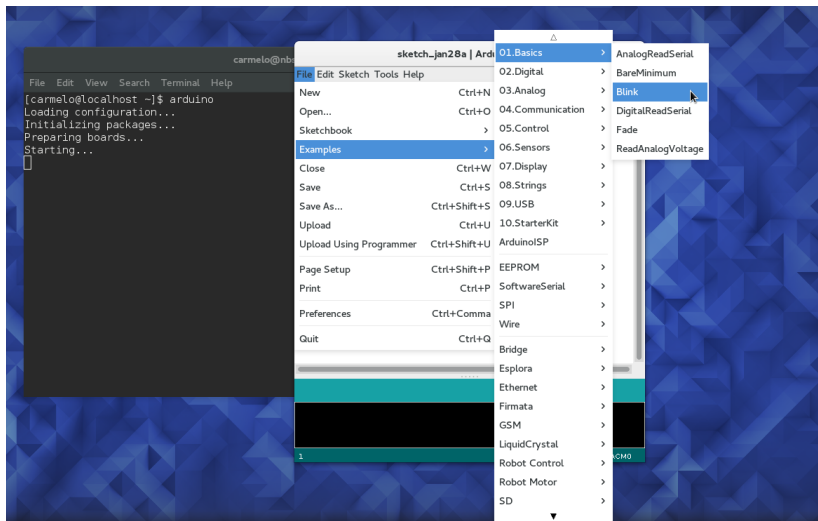 carmelo@nb
File Edit View Search Terminal Help
[carmelo@localhost ~]$ arduino
Loading configuration...
Initializing packages...
Preparing boards...
Starting...
sketch_jan28a | Ardu
File Edit Sketch Tools Help
New Ctrl+N
Open... Ctrl+O
Sketchbook >
Examples >
Close Ctrl+W
Save Ctrl+S
Save As... Ctrl+Shift+S
Upload Ctrl+U
Upload Using Programmer Ctrl+Shift+U
Page Setup Ctrl+Shift+P
Print Ctrl+P
Preferences Ctrl+Comma
Quit Ctrl+Q
1
ACM0
01.Basics >
02.Digital >
03.Analog >
04.Communication >
05.Control >
06.Sensors >
07.Display >
08.Strings >
09.USB >
10.StarterKit >
ArduinoISP
EEPROM >
SoftwareSerial >
SPI >
Wire >
Bridge >
Esplora >
Ethernet >
Firmata >
GSM >
LiquidCrystal >
Robot Control >
Robot Motor >
SD >
AnalogReadSerial
BareMinimum
Blink
DigitalReadSerial
Fade
ReadAnalogVoltage